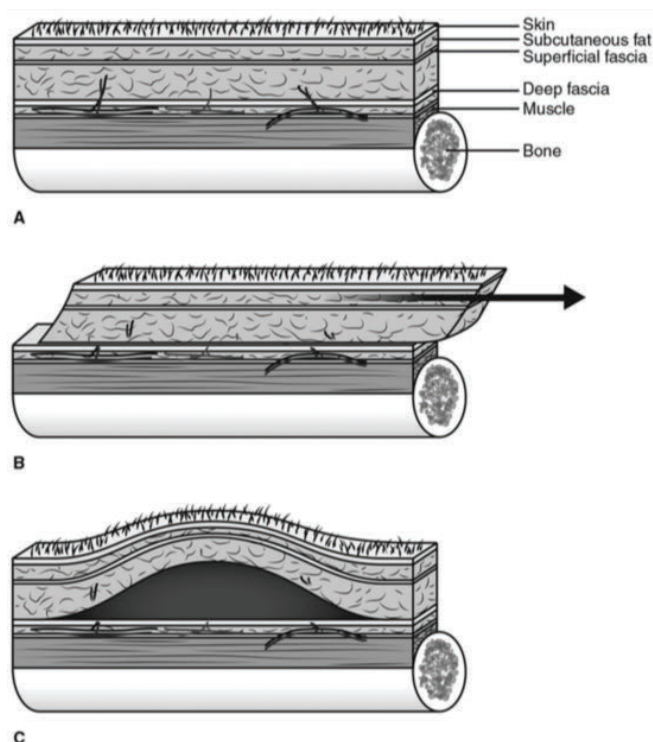 Skin
Subcutaneous fat
Superficial fascia
Deep fascia
Muscle
Bone
A
B
C